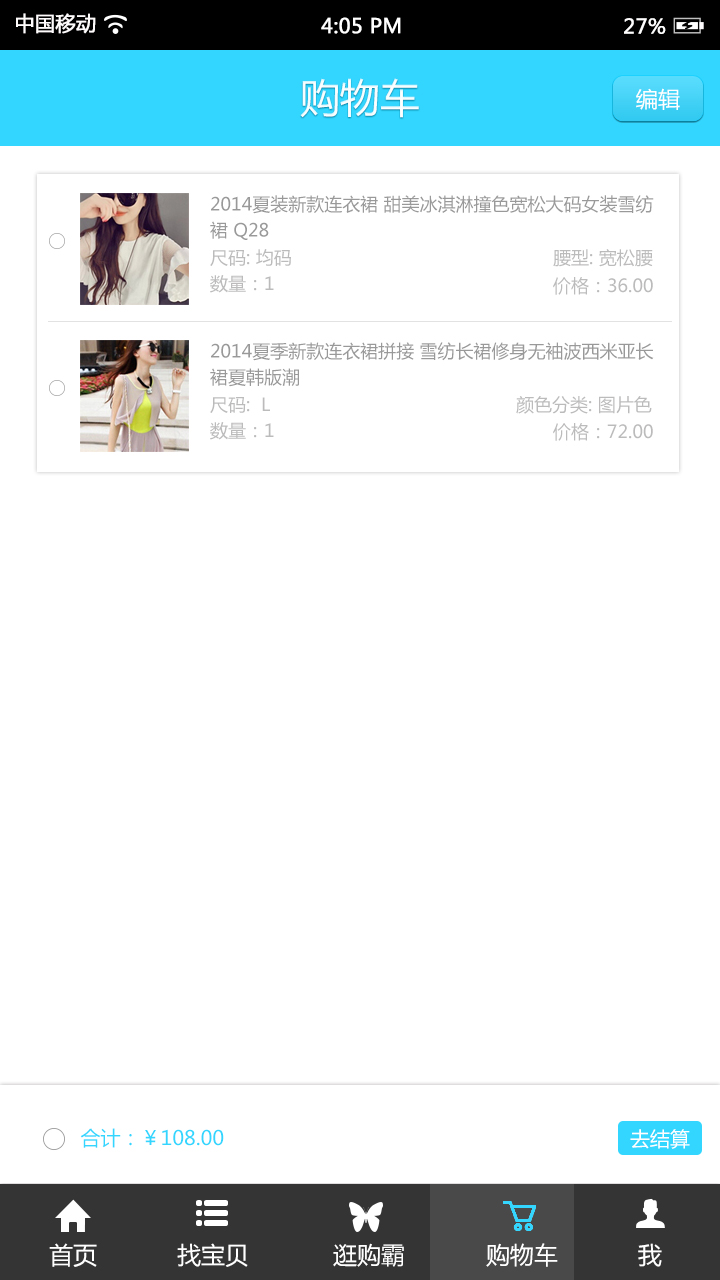 中国移动 4:05 PM 27%
购物车 编辑
2014夏装新款连衣裙 甜美冰淇淋撞色宽松大码女装雪纺
裙 Q28
尺码: 均码 腰型: 宽松腰
数量：1 价格：36.00
2014夏季新款连衣裙拼接 雪纺长裙修身无袖波西米亚长
裙夏韩版潮
尺码: L 颜色分类: 图片色
数量：1 价格：72.00
合计：￥108.00 去结算
首页 找宝贝 逛购霸 购物车 我